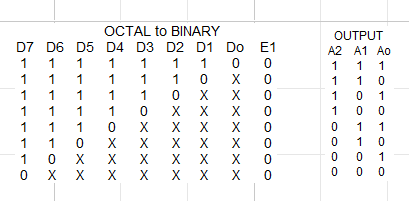 OCTAL to BINARY OUTPUT
D7 D6 D5 D4 D3 D2 D1 Do E1 A2 A1 Ao
1 1 1 1 1 1 1 0 0 1 1 1
1 1 1 1 1 1 0 X 0 1 1 0
1 1 1 1 1 0 X X 0 1 0 1
1 1 1 1 0 X X X 0 1 0 0
1 1 1 0 X X X X 0 0 1 1
1 1 0 X X X X X 0 0 1 0
1 0 X X X X X X 0 0 0 1
0 X X X X X X X 0 0 0 0